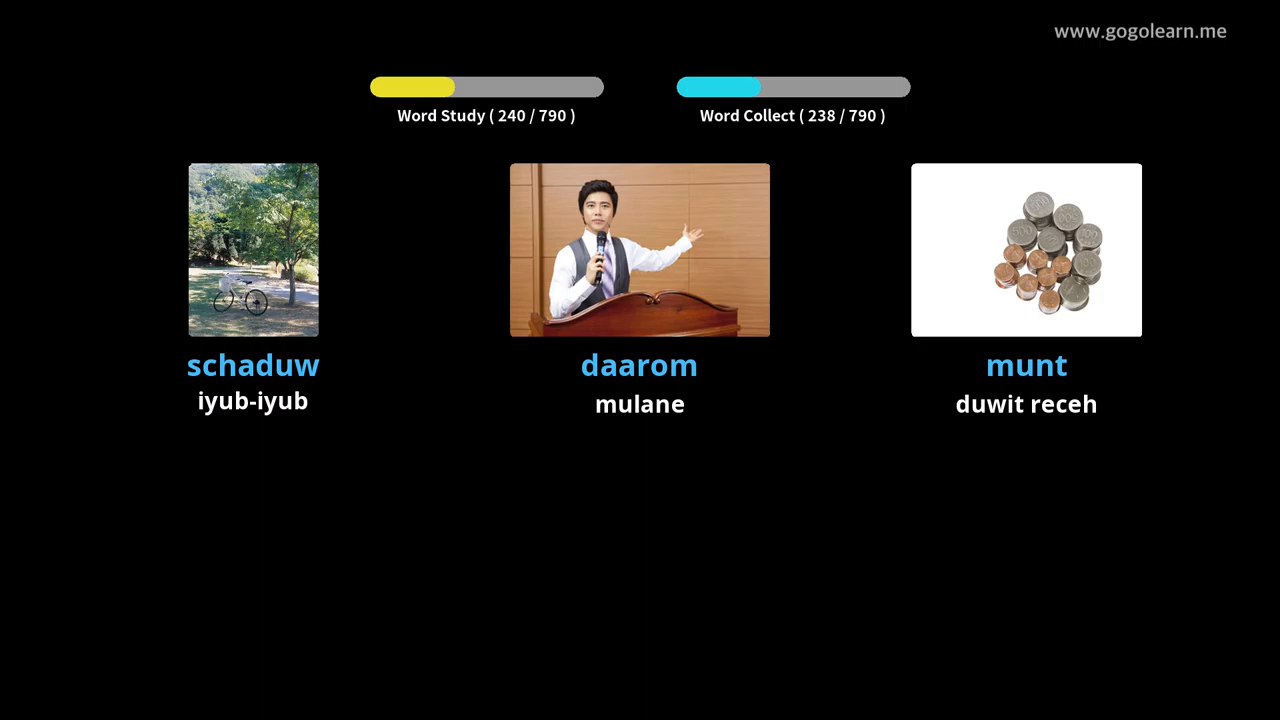 www.gogolearn.me
Word Study ( 240 / 790 )
Word Collect ( 238 / 790 )
schaduw
iyub-iyub
daarom
mulane
munt
duwit receh